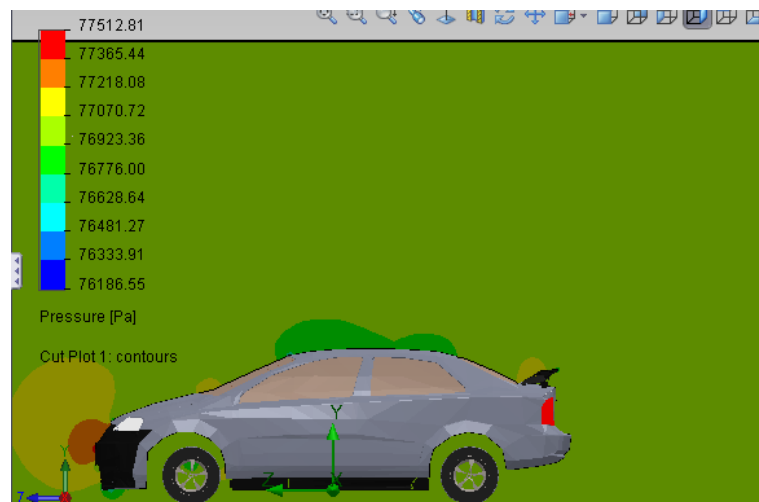 77512.81
77365.44
77218.08
77070.72
76923.36
76776.00
76628.64
76481.27
76333.91
76186.55
Pressure [Pa]
Cut Plot 1: contours
Y
Z
X
Y
Z